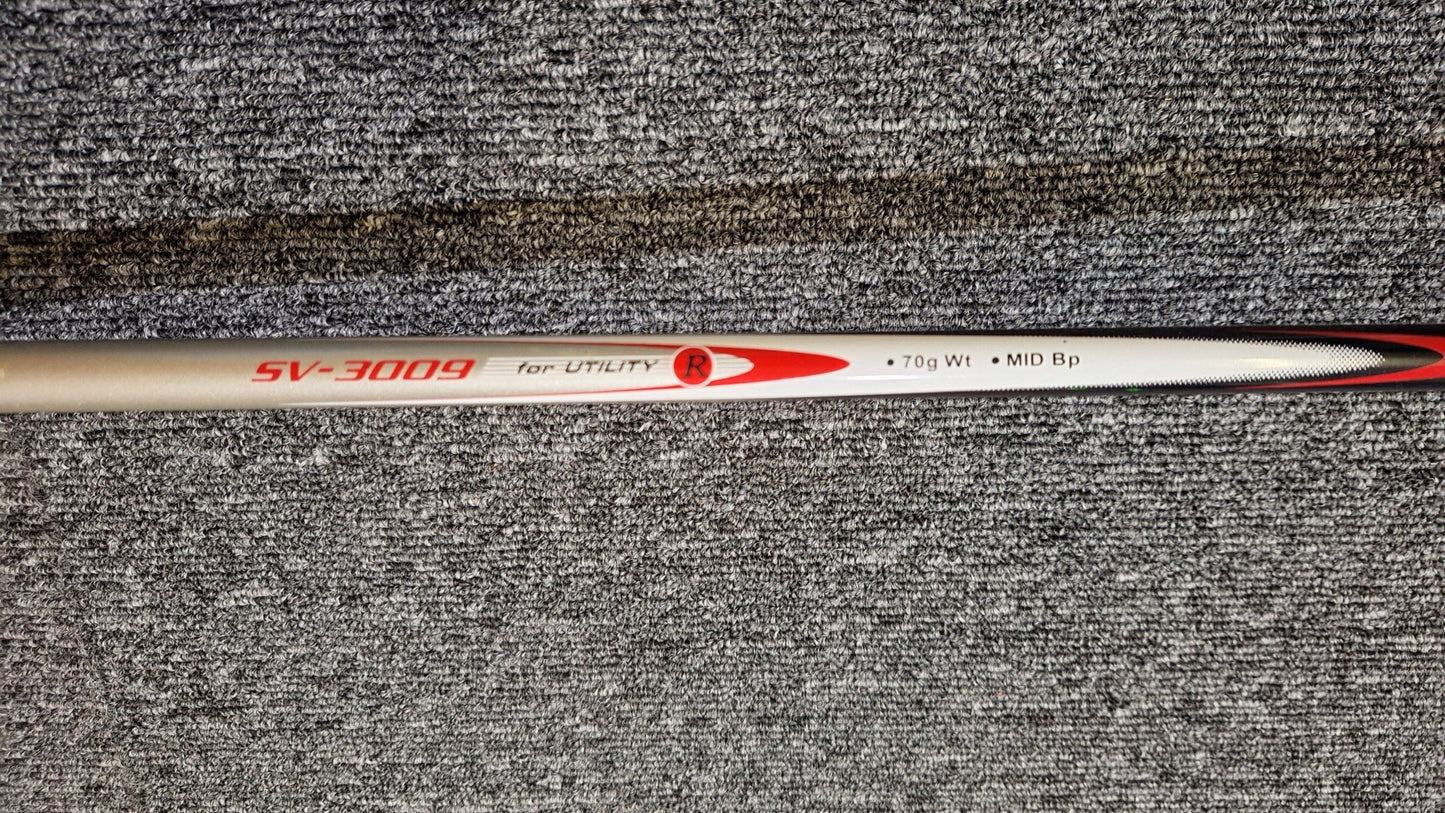 SV-3009 for UTILITY R • 70g Wt • MID Bp